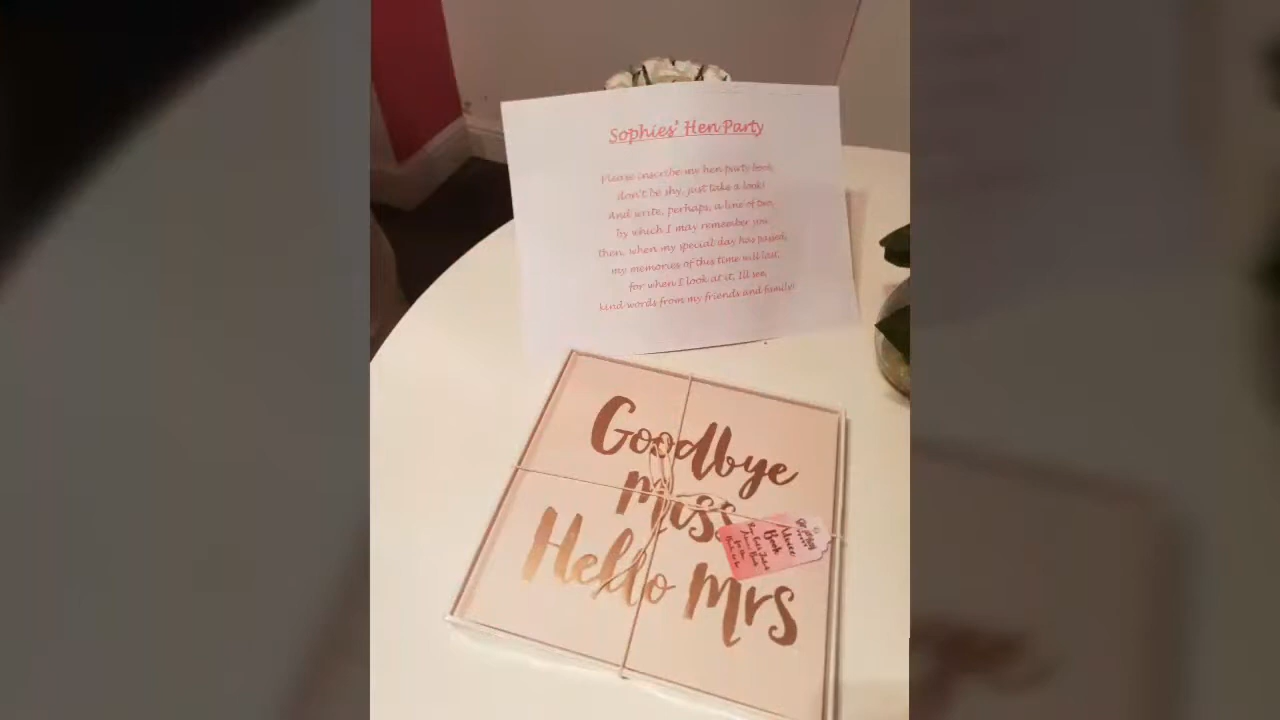 Sophies' Hen Party
Please inscribe my hen party book,
don't be shy, just take a look!
and write, perhaps, a line of two,
by which I may remember you
then, when my special day has passed,
my memories of this time will last.
for when I look at it, I'll see,
kind words from my friends and family!
Goodbye
Miss
Hello Mrs
Advice
Book